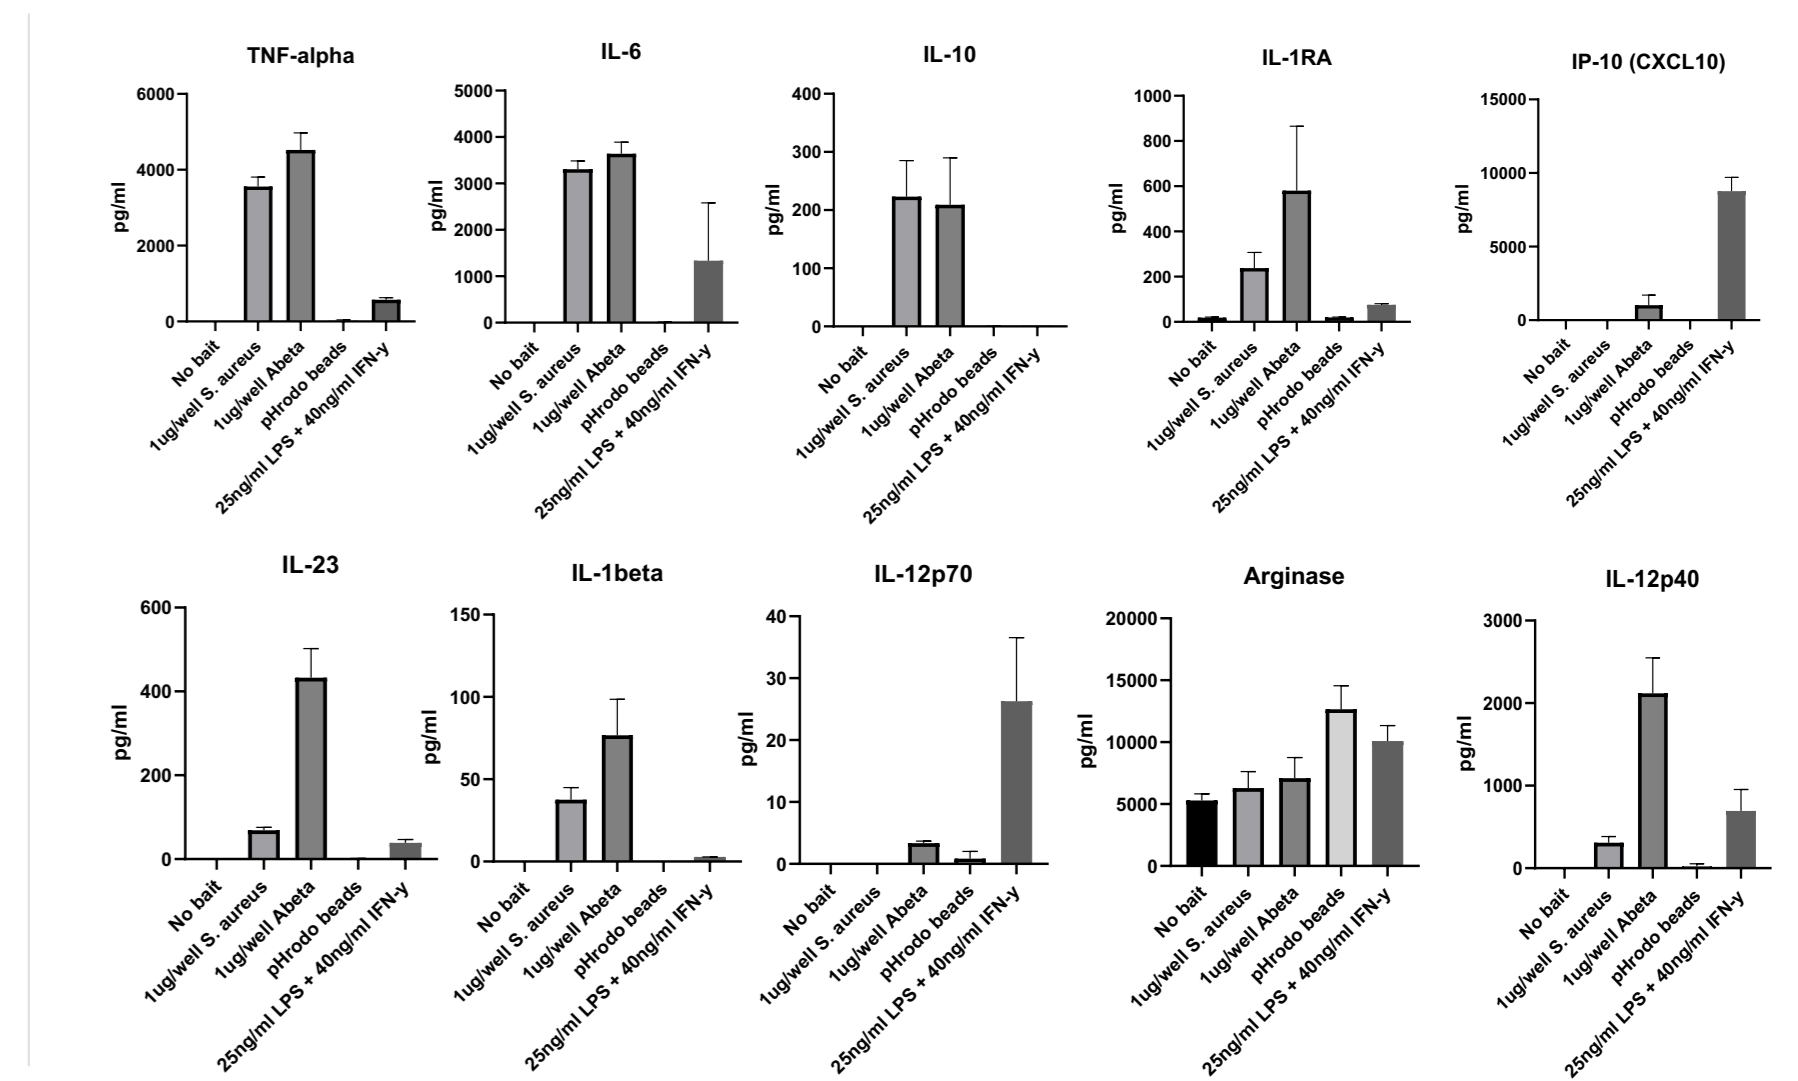 TNF-alpha
pg/ml
6000
4000
2000
0
No bait
1ug/well S. aureus
1ug/well Abeta
pHrodo beads
25ng/ml LPS + 40ng/ml IFN-y
IL-6
pg/ml
5000
4000
3000
2000
1000
0
No bait
1ug/well S. aureus
1ug/well Abeta
pHrodo beads
25ng/ml LPS + 40ng/ml IFN-y
IL-10
pg/ml
400
300
200
100
0
No bait
1ug/well S. aureus
1ug/well Abeta
pHrodo beads
25ng/ml LPS + 40ng/ml IFN-y
IL-1RA
pg/ml
1000
800
600
400
200
0
No bait
1ug/well S. aureus
1ug/well Abeta
pHrodo beads
25ng/ml LPS + 40ng/ml IFN-y
IP-10 (CXCL10)
pg/ml
15000
10000
5000
0
No bait
1ug/well S. aureus
1ug/well Abeta
pHrodo beads
25ng/ml LPS + 40ng/ml IFN-y
IL-23
pg/ml
600
400
200
0
No bait
1ug/well S. aureus
1ug/well Abeta
pHrodo beads
25ng/ml LPS + 40ng/ml IFN-y
IL-1beta
pg/ml
150
100
50
0
No bait
1ug/well S. aureus
1ug/well Abeta
pHrodo beads
25ng/ml LPS + 40ng/ml IFN-y
IL-12p70
pg/ml
40
30
20
10
0
No bait
1ug/well S. aureus
1ug/well Abeta
pHrodo beads
25ng/ml LPS + 40ng/ml IFN-y
Arginase
pg/ml
20000
15000
10000
5000
0
No bait
1ug/well S. aureus
1ug/well Abeta
pHrodo beads
25ng/ml LPS + 40ng/ml IFN-y
IL-12p40
pg/ml
3000
2000
1000
0
No bait
1ug/well S. aureus
1ug/well Abeta
pHrodo beads
25ng/ml LPS + 40ng/ml IFN-y